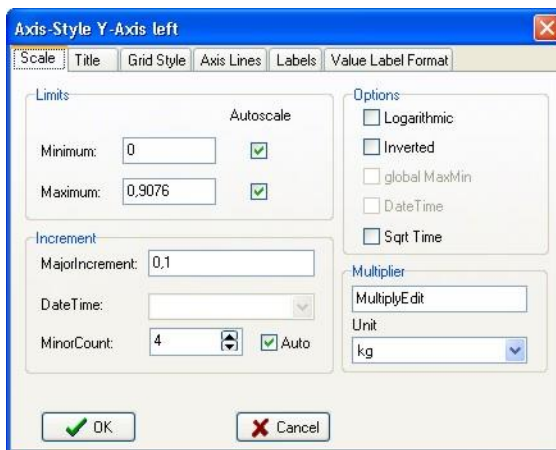 Axis-Style Y-Axis left
Scale Title Grid Style Axis Lines Labels Value Label Format
Limits
Autoscale
Minimum: 0
Maximum: 0,9076
Increment
MajorIncrement: 0,1
DateTime:
MinorCount: 4 Auto
Options
Logarithmic
Inverted
global MaxMin
DateTime
Sqrt Time
Multiplier
MultiplyEdit
Unit
kg
OK Cancel